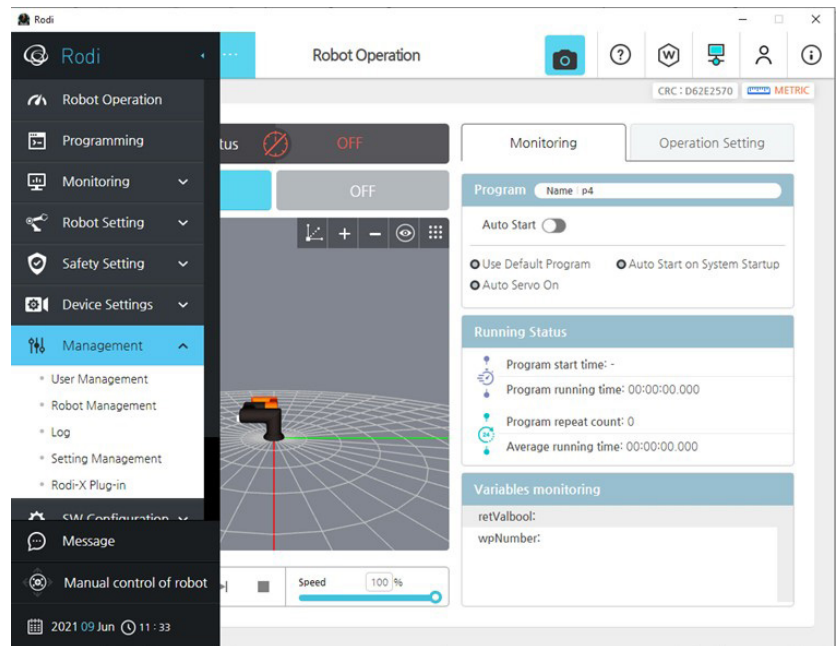 Rodi
Rodi
...
Robot Operation
CRC : D62E2570
METRIC
Robot Operation
Programming
Monitoring
Robot Setting
Safety Setting
Device Settings
Management
User Management
Robot Management
Log
Setting Management
Rodi-X Plug-in
SW Configuration
Message
Manual control of robot
2021 09 Jun 11 : 33
tus OFF
OFF
Speed 100 %
Monitoring
Operation Setting
Program Name p4
Auto Start
Use Default Program Auto Start on System Startup
Auto Servo On
Running Status
Program start time: -
Program running time: 00:00:00.000
24
Program repeat count: 0
Average running time: 00:00:00.000
Variables monitoring
retValbool:
wpNumber: